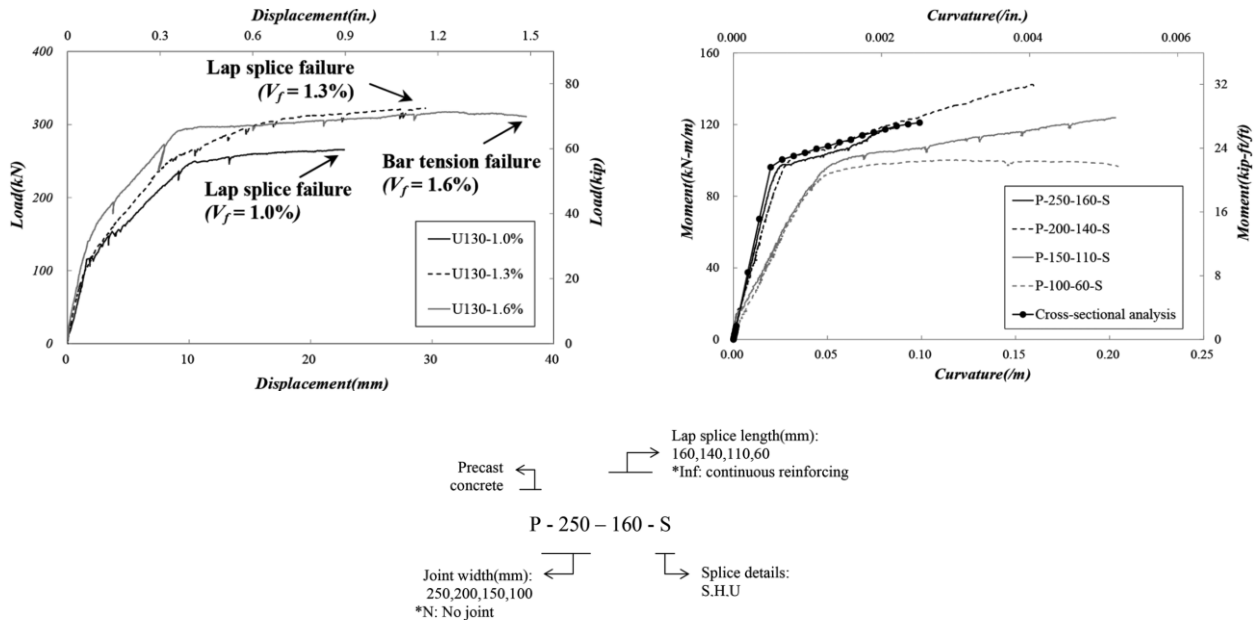 Displacement(in.)
0 0.3 0.6 0.9 1.2 1.5
400
300
200
100
0
Load(kN)
80
60
40
20
0
Load(kip)
Lap splice failure
(Vf = 1.3%)
Bar tension failure
(Vf = 1.6%)
Lap splice failure
(Vf = 1.0%)
U130-1.0%
U130-1.3%
U130-1.6%
0 10 20 30 40
Displacement(mm)
Curvature(/in.)
0.000 0.002 0.004 0.006
160
120
80
40
0
Moment(kN-m/m)
32
24
16
8
0
Moment(kip-ft/ft)
P-250-160-S
P-200-140-S
P-150-110-S
P-100-60-S
Cross-sectional analysis
0.00 0.05 0.10 0.15 0.20 0.25
Curvature(/m)
Lap splice length(mm):
160,140,110,60
*Inf: continuous reinforcing
Precast
concrete
P - 250 – 160 - S
Joint width(mm):
250,200,150,100
*N: No joint
Splice details:
S.H.U